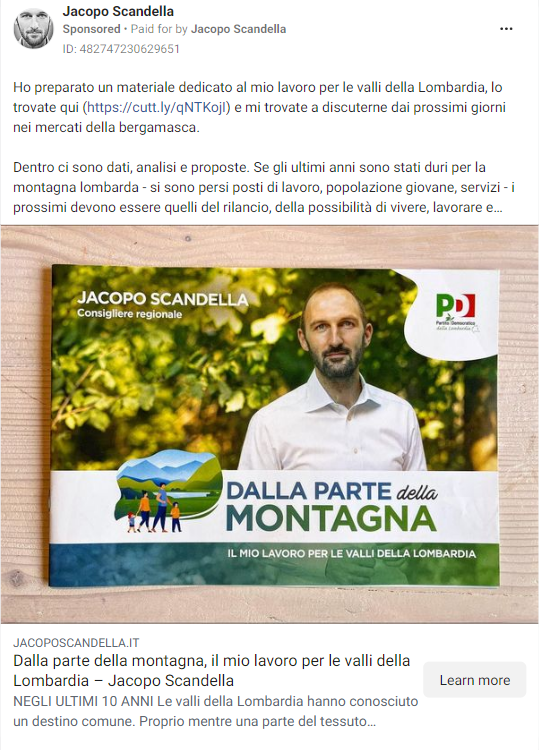 Jacopo Scandella
Sponsored • Paid for by Jacopo Scandella
ID: 482747230629651
Ho preparato un materiale dedicato al mio lavoro per le valli della Lombardia, lo
trovate qui (https://cutt.ly/qNTKojI) e mi trovate a discuterne dai prossimi giorni
nei mercati della bergamasca.
Dentro ci sono dati, analisi e proposte. Se gli ultimi anni sono stati duri per la
montagna lombarda - si sono persi posti di lavoro, popolazione giovane, servizi - i
prossimi devono essere quelli del rilancio, della possibilità di vivere, lavorare e...
JACOPO SCANDELLA
Consigliere regionale
PD
Partito Democratico
della Lombardia
DALLA PARTE della
MONTAGNA
IL MIO LAVORO PER LE VALLI DELLA LOMBARDIA
JACOPOSCANDELLA.IT
Dalla parte della montagna, il mio lavoro per le valli della
Lombardia – Jacopo Scandella
Learn more
NEGLI ULTIMI 10 ANNI Le valli della Lombardia hanno conosciuto
un destino comune. Proprio mentre una parte del tessuto...